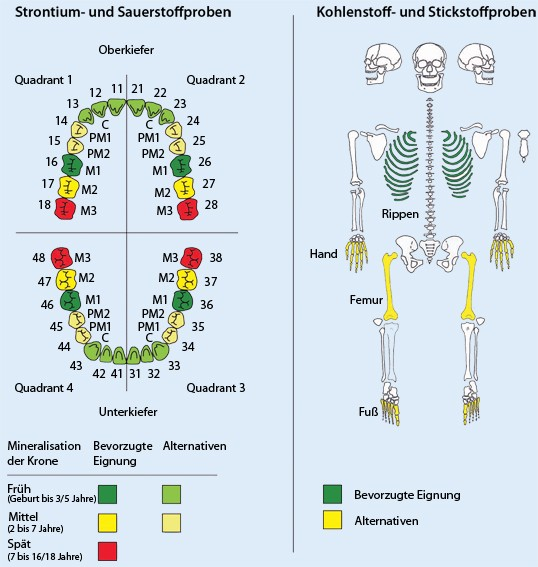 Strontium- und Sauerstoffproben
Oberkiefer
Quadrant 1
Quadrant 2
11 21
12 22
13 23
14 C C 24
15 PM1 PM1 25
PM2 PM2
16 M1 M1 26
17 M2 M2 27
18 M3 M3 28
48 M3 M3 38
47 M2 M2 37
46 M1 M1 36
45 PM2 PM2 35
PM1 PM1
44 C C 34
43 33
42 41 31 32
Quadrant 4
Quadrant 3
Unterkiefer
Mineralisation der Krone
Bevorzugte Eignung
Alternativen
Früh
(Geburt bis 3/5 Jahre)
Mittel
(2 bis 7 Jahre)
Spät
(7 bis 16/18 Jahre)
Kohlenstoff- und Stickstoffproben
Rippen
Hand
Femur
Fuß
Bevorzugte Eignung
Alternativen